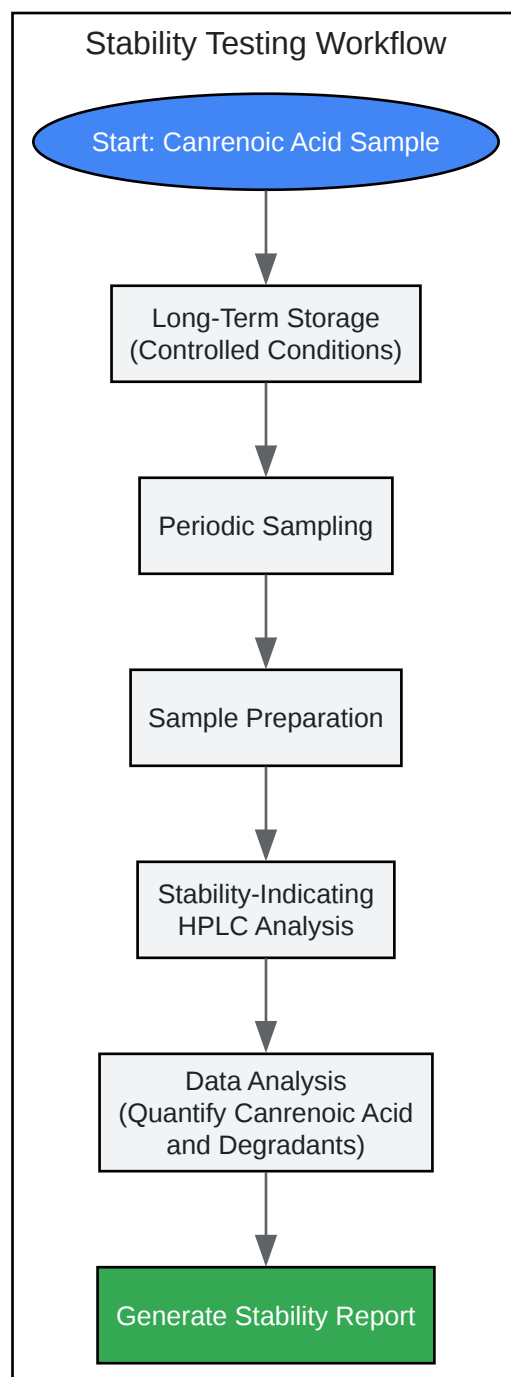 Stability Testing Workflow
Start: Canrenoic Acid Sample
Long-Term Storage
(Controlled Conditions)
Periodic Sampling
Sample Preparation
Stability-Indicating
HPLC Analysis
Data Analysis
(Quantify Canrenoic Acid
and Degradants)
Generate Stability Report